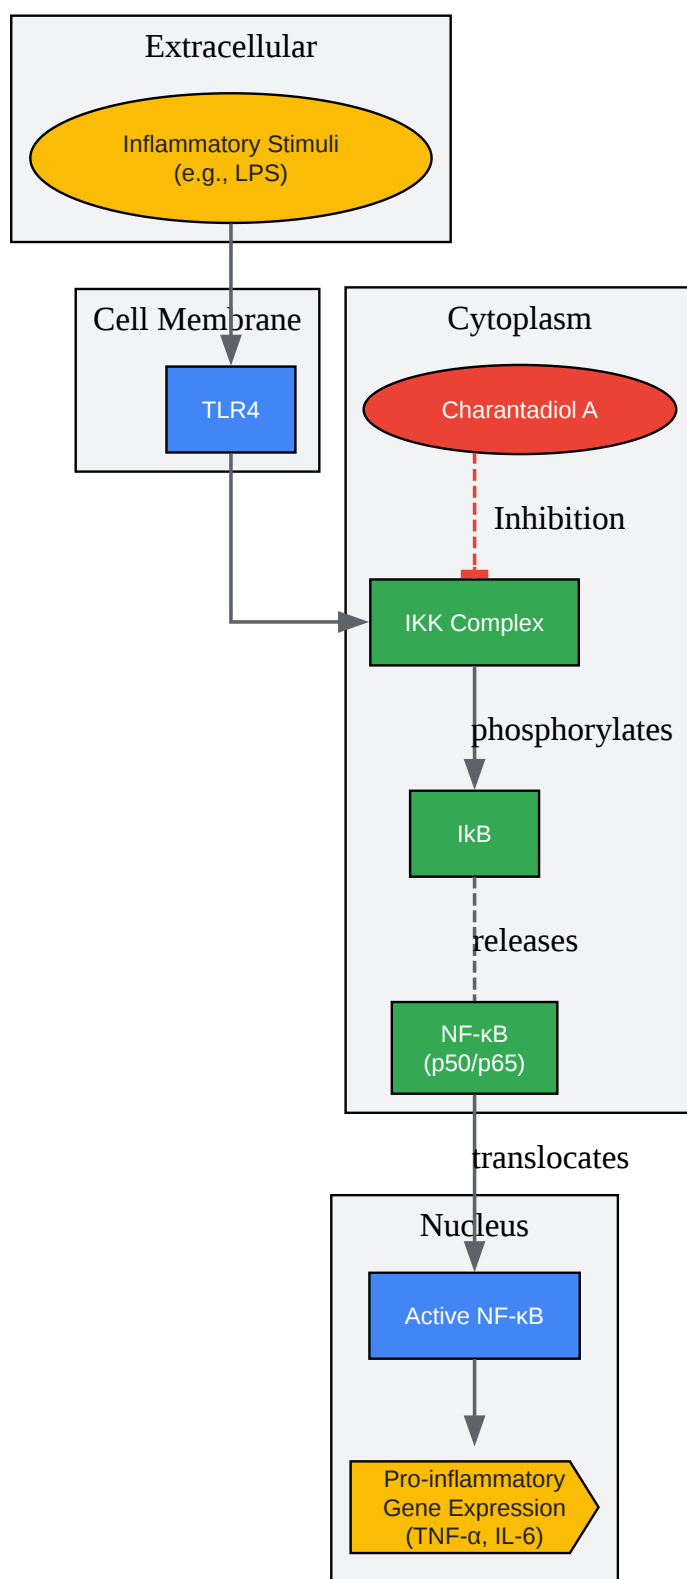 Extracellular
Inflammatory Stimuli
(e.g., LPS)
Cell Membrane
TLR4
Cytoplasm
Charantadiol A
Inhibition
IKK Complex
phosphorylates
IkB
releases
NF-κB
(p50/p65)
translocates
Nucleus
Active NF-κB
Pro-inflammatory
Gene Expression
(TNF-α, IL-6)